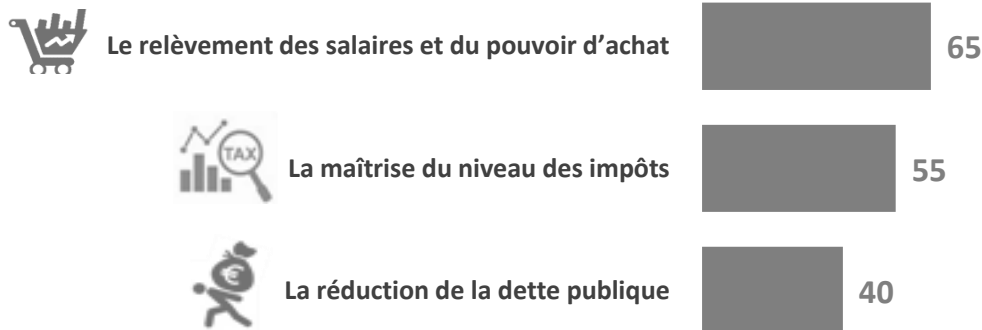 Le relèvement des salaires et du pouvoir d’achat 65
TAX
La maîtrise du niveau des impôts 55
€
La réduction de la dette publique 40